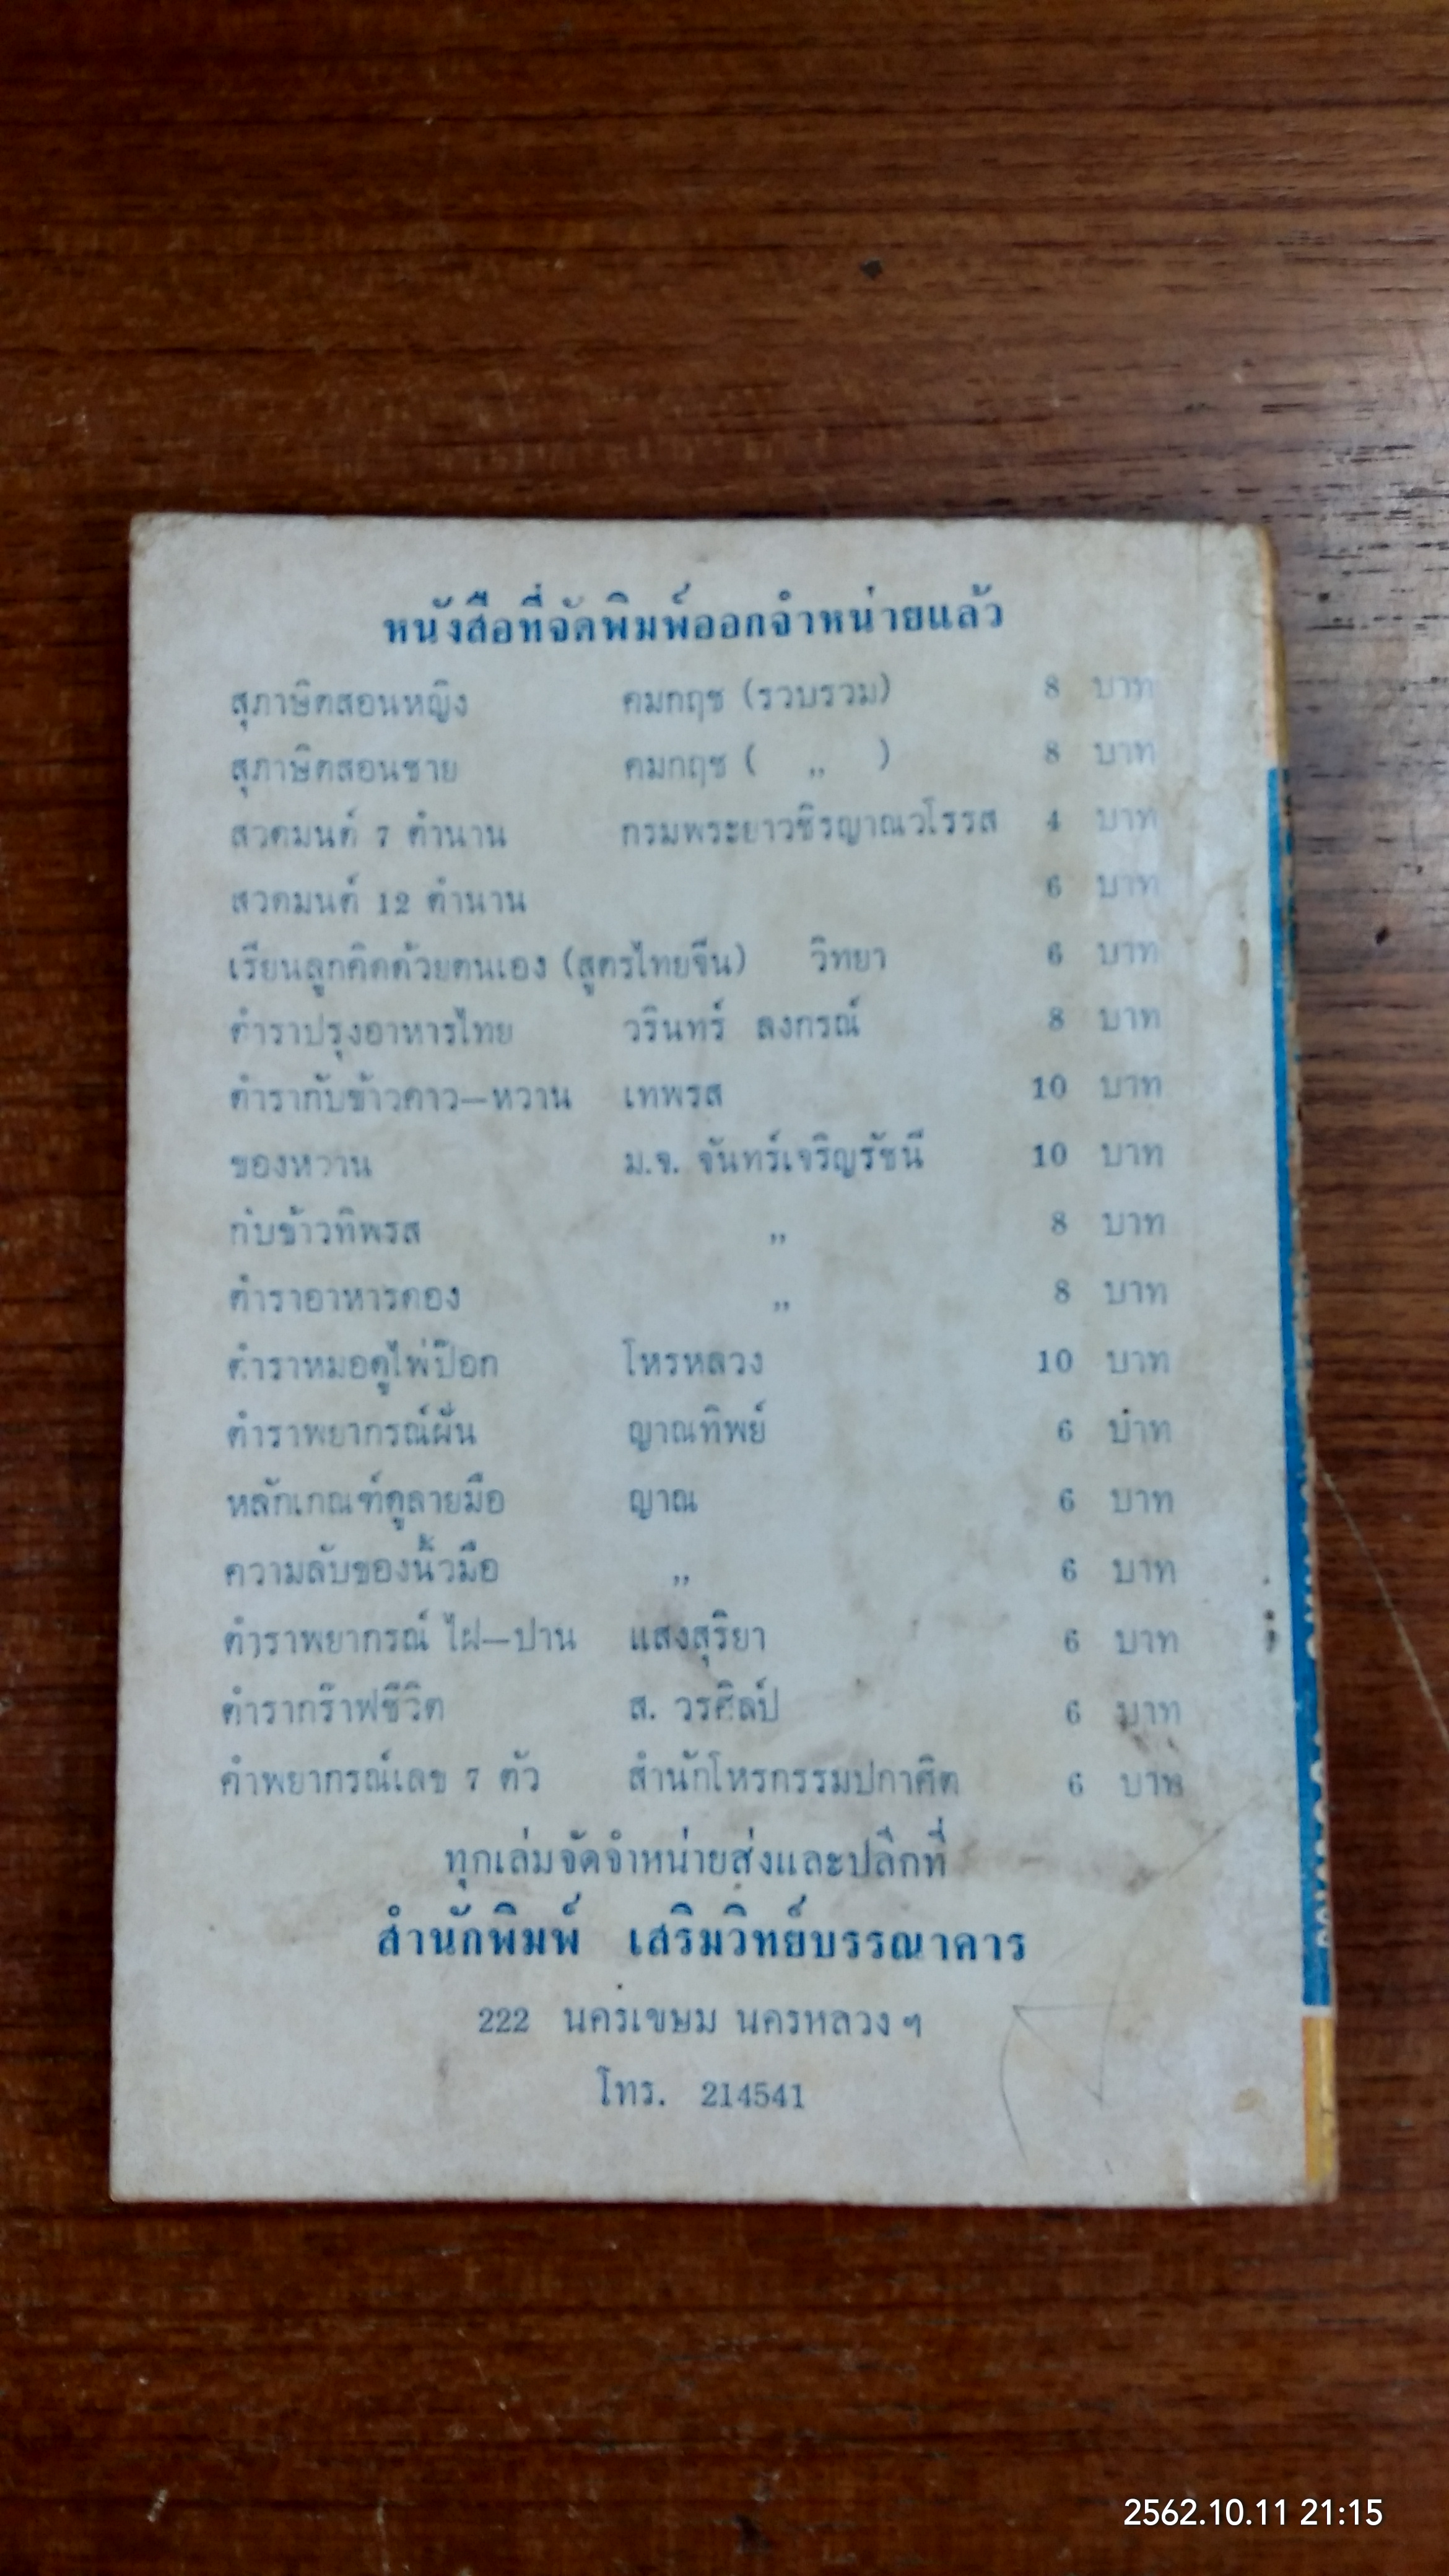 หนังสือที่จัดพิมพ์ออกจำหน่ายแล้ว
สุภาษิตสอนหญิง คมกฤช (รวบรวม) 8 บาท
สุภาษิตสอนชาย คมกฤช ( ,, ) 8 บาท
สวดมนต์ 7 ตำนาน กรมพระยาวชิรญาณวโรรส 4 บาท
สวดมนต์ 12 ตำนาน 6 บาท
เรียนลูกคิดด้วยตนเอง (สูตรไทยจีน) วิทยา 6 บาท
ตำราปรุงอาหารไทย วรินทร์ ลงกรณ์ 8 บาท
ตำรากับข้าวคาว—หวาน เทพรส 10 บาท
ของหวาน ม.จ. จันทร์เจริญรัชนี 10 บาท
กับข้าวทิพรส ,, 8 บาท
ตำราอาหารดอง ,, 8 บาท
ตำราหมอดูไพ่ป๊อก โหรหลวง 10 บาท
ตำราพยากรณ์ฝัน ญาณทิพย์ 6 บาท
หลักเกณฑ์ดูลายมือ ญาณ 6 บาท
ความลับของนิ้วมือ ,, 6 บาท
ตำราพยากรณ์ ไฝ—ปาน แสงสุริยา 6 บาท
ตำรากร๊าฟชีวิต ส. วรศิลป์ 6 บาท
คำพยากรณ์เลข 7 ตัว สำนักโหรกรรมปกาศิต 6 บาท
ทุกเล่มจัดจำหน่ายส่งและปลีกที่
สำนักพิมพ์ เสริมวิทย์บรรณาคาร
222 นครเขษม นครหลวง ฯ
โทร. 214541
2562.10.11 21:15